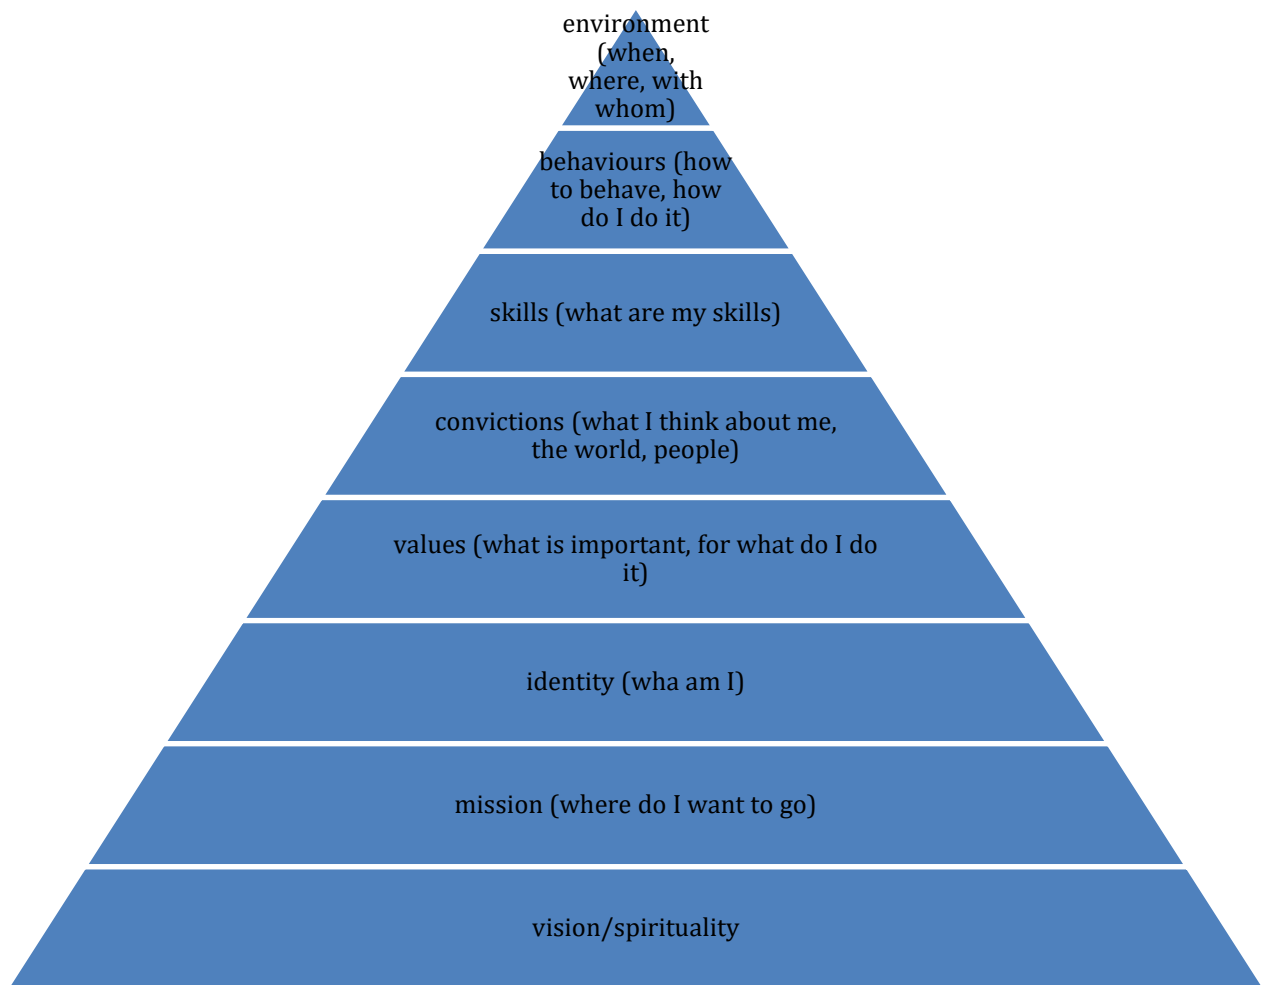 environment
(when,
where, with
whom)
behaviours (how
to behave, how
do I do it)
skills (what are my skills)
convictions (what I think about me,
the world, people)
values (what is important, for what do I do
it)
identity (wha am I)
mission (where do I want to go)
vision/spirituality